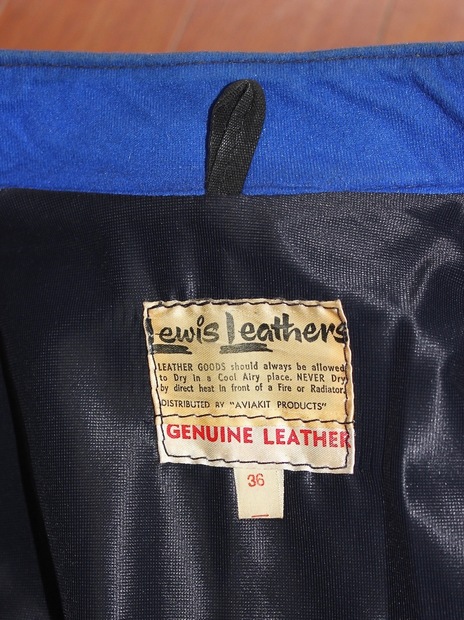 Lewis Leathers
LEATHER GOODS should always be allowed
to Dry in a Cool Airy place. NEVER Dry
by direct heat in front of a Fire or Radiator.
DISTRIBUTED BY "AVIAKIT PRODUCTS"
GENUINE LEATHER
36